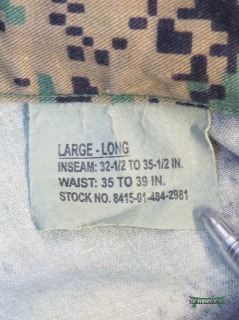 LARGE - LONG
INSEAM: 32-1/2 TO 35-1/2 IN.
WAIST: 35 TO 39 IN.
STOCK NO. 8415-01-484-2981